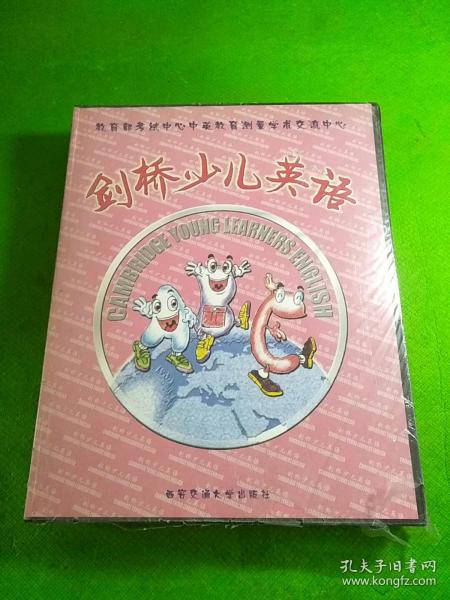 教育部考试中心中英教育测量学术交流中心
剑桥少儿英语
CAMBRIDGE YOUNG LEARNERS ENGLISH
1996
西安交通大学出版社
孔夫子旧书网
www.kongfz.com